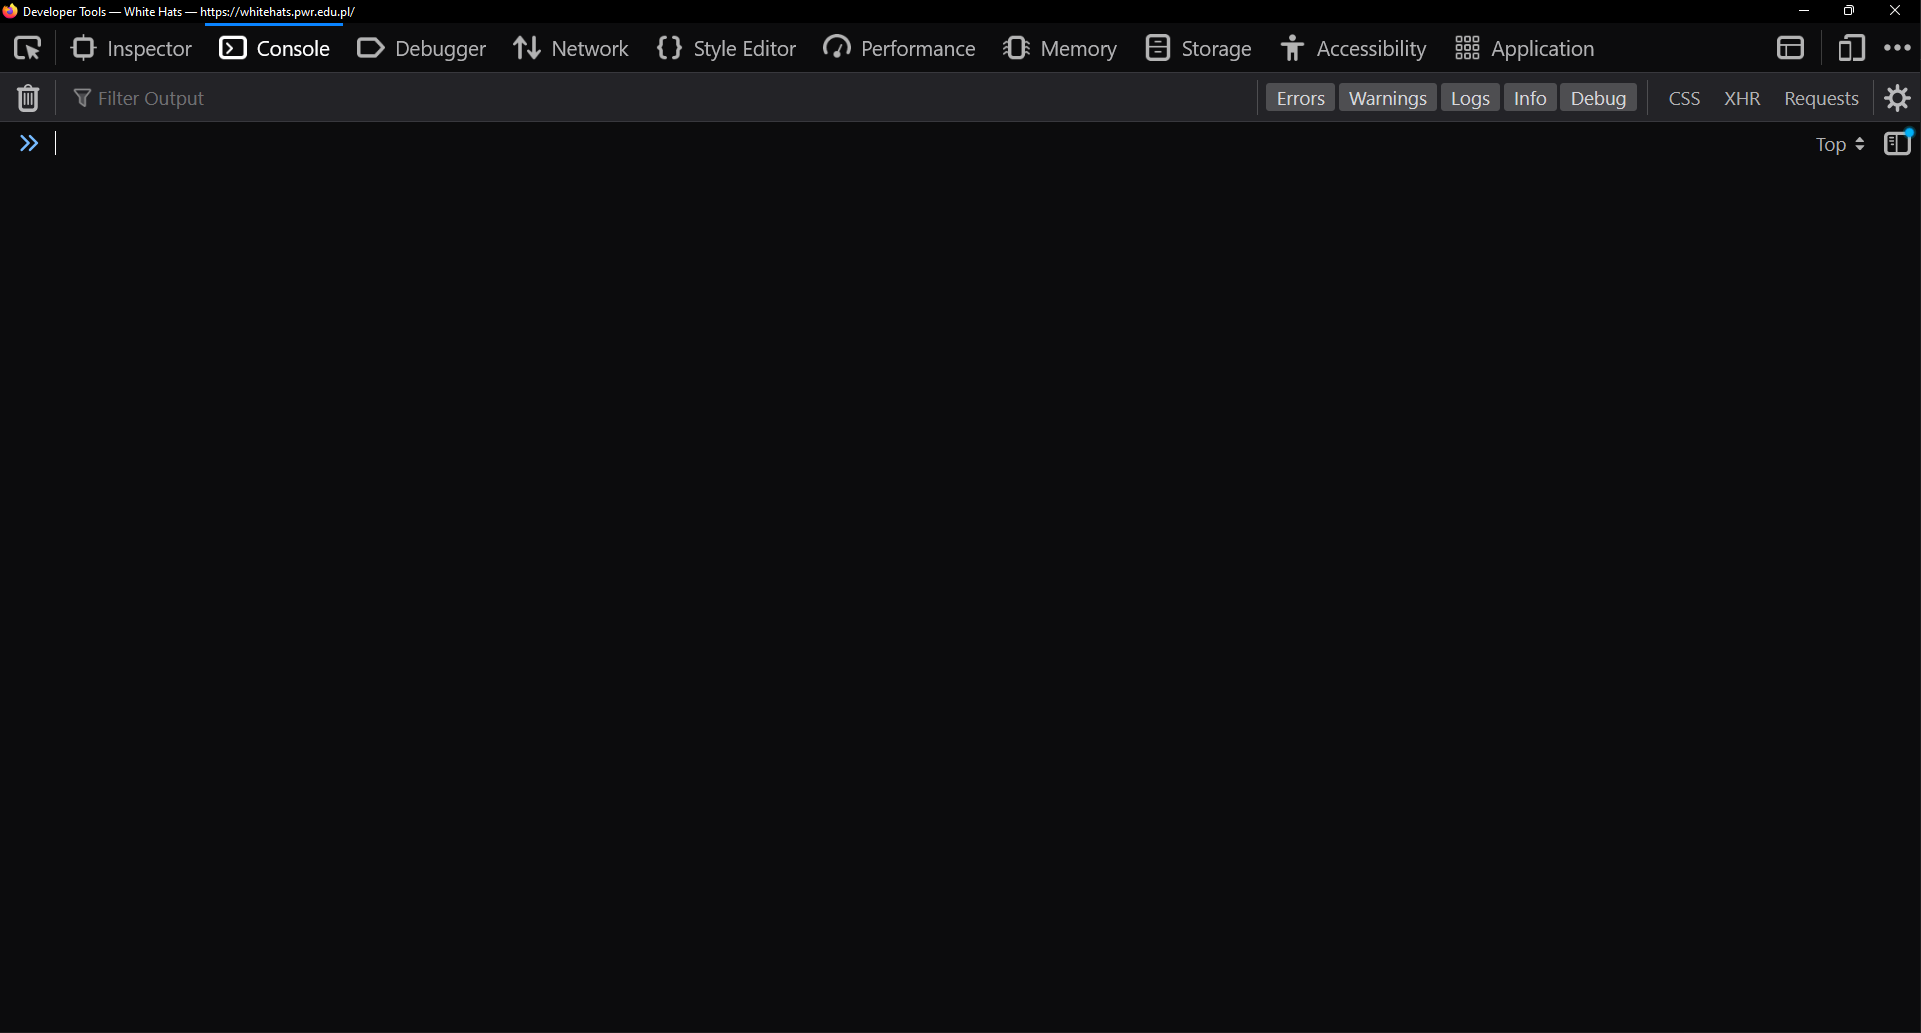 Developer Tools — White Hats — https://whitehats.pwr.edu.pl/
Inspector Console Debugger Network Style Editor Performance Memory Storage Accessibility Application
Filter Output Errors Warnings Logs Info Debug CSS XHR Requests
Top